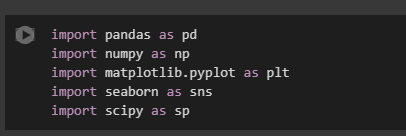 import pandas as pd
import numpy as np
import matplotlib.pyplot as plt
import seaborn as sns
import scipy as sp